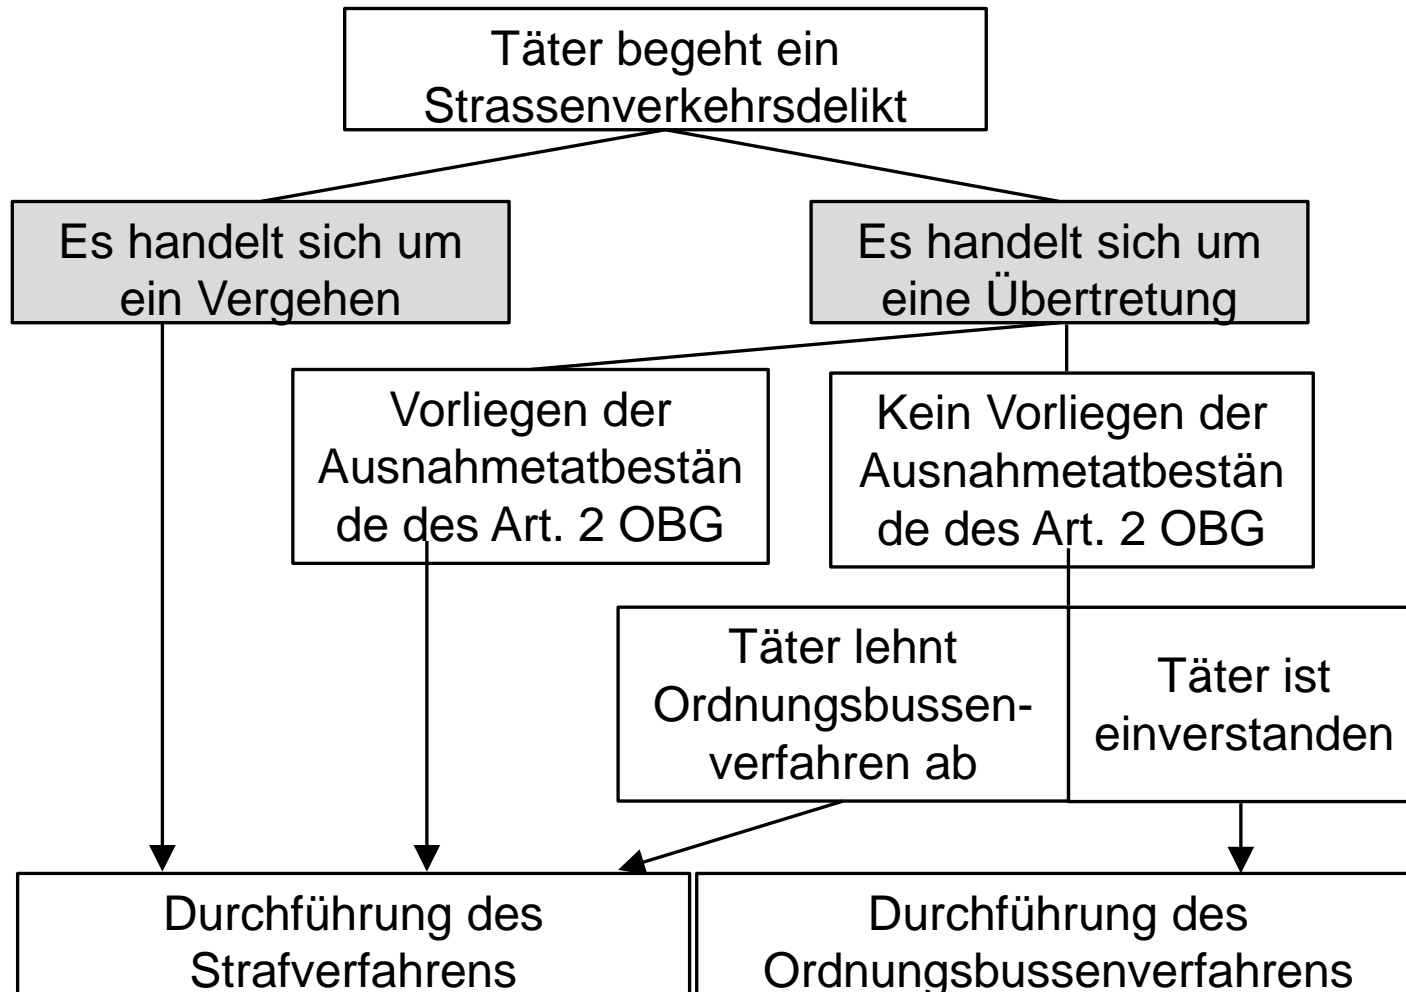 Täter begeht ein
Strassenverkehrsdelikt
Es handelt sich um
ein Vergehen
Es handelt sich um
eine Übertretung
Vorliegen der
Ausnahmetatbestän
de des Art. 2 OBG
Kein Vorliegen der
Ausnahmetatbestän
de des Art. 2 OBG
Täter lehnt
Ordnungsbussen-
verfahren ab
Täter ist
einverstanden
Durchführung des
Strafverfahrens
Durchführung des
Ordnungsbussenverfahrens